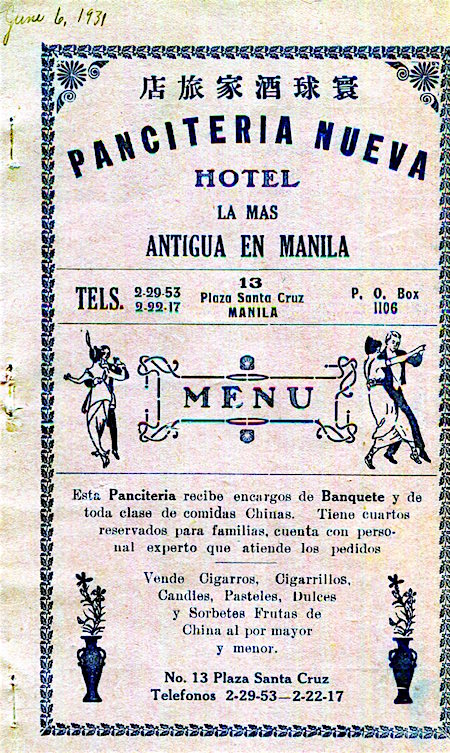 June 6, 1931
店旅家酒球寰
PANCITERIA NUEVA
HOTEL
LA MAS
ANTIGUA EN MANILA
TELS. 2-29-53
2-22-17
13
Plaza Santa Cruz
MANILA
P. O. Box
1106
MENU
Esta Panciteria recibe encargos de Banquete y de
toda clase de comidas Chinas. Tiene cuartos
reservados para familias, cuenta con perso-
nal experto que atiende los pedidos
Vende Cigarros, Cigarrillos,
Candies, Pasteles, Dulces
y Sorbetes Frutas de
China al por mayor
y menor.
No. 13 Plaza Santa Cruz
Telefonos 2-29-53—2-22-17